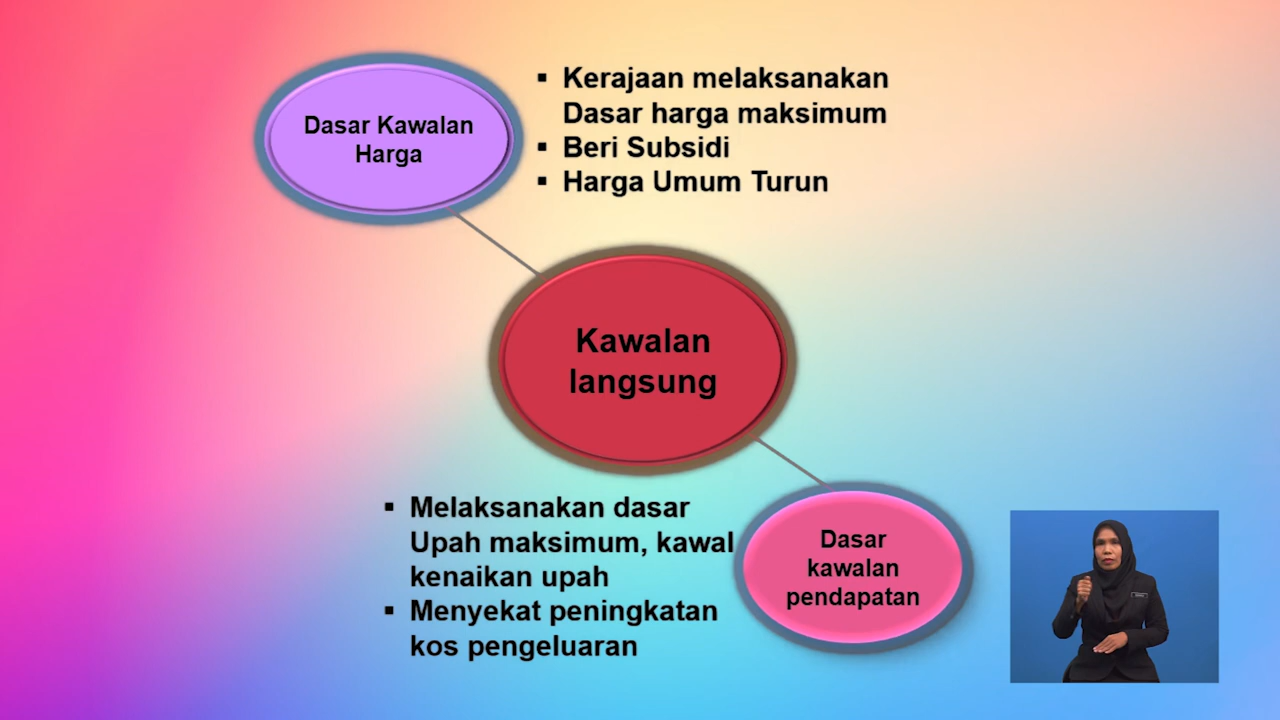 Dasar Kawalan
Harga
▪ Kerajaan melaksanakan
Dasar harga maksimum
▪ Beri Subsidi
▪ Harga Umum Turun
Kawalan
langsung
▪ Melaksanakan dasar
Upah maksimum, kawal
kenaikan upah
▪ Menyekat peningkatan
kos pengeluaran
Dasar
kawalan
pendapatan